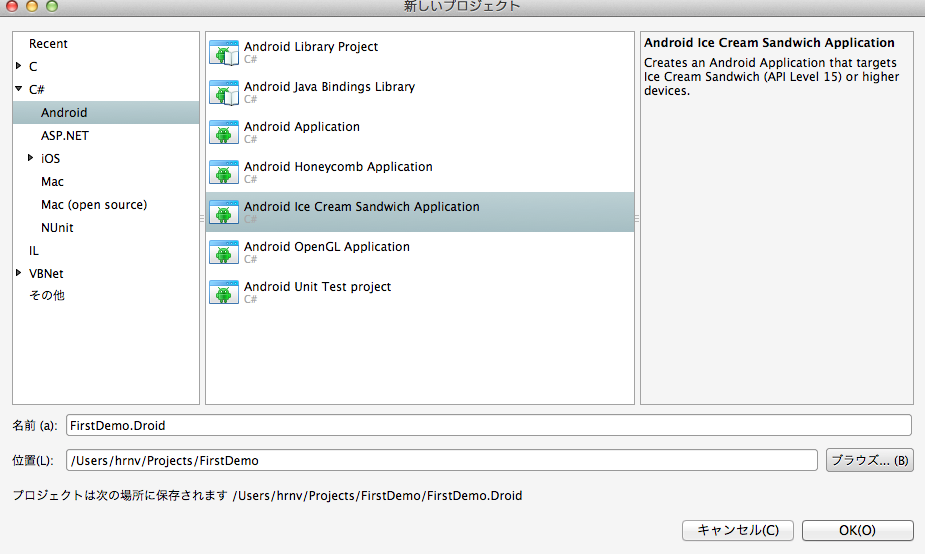 新しいプロジェクト
Recent
C
C#
Android
ASP.NET
iOS
Mac
Mac (open source)
NUnit
IL
VBNet
その他
Android Library Project
C#
Android Java Bindings Library
C#
Android Application
C#
Android Honeycomb Application
C#
Android Ice Cream Sandwich Application
C#
Android OpenGL Application
C#
Android Unit Test project
C#
Android Ice Cream Sandwich Application
Creates an Android Application that targets
Ice Cream Sandwich (API Level 15) or higher
devices.
名前 (a):
FirstDemo.Droid
位置(L):
/Users/hrnv/Projects/FirstDemo
ブラウズ... (B)
プロジェクトは次の場所に保存されます /Users/hrnv/Projects/FirstDemo/FirstDemo.Droid
キャンセル(C)
OK(O)